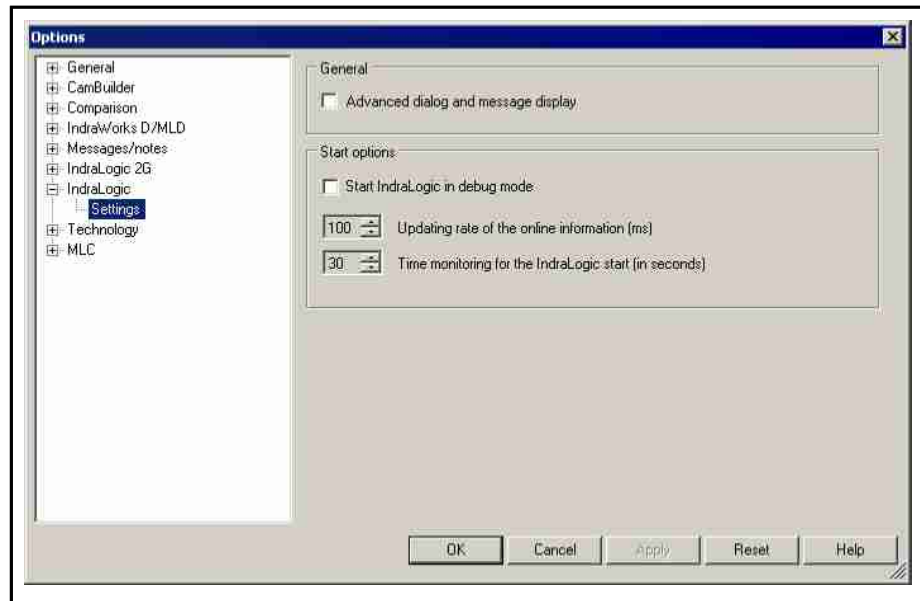 Options
General
CamBuilder
Comparison
IndraWorks D/MLD
Messages/notes
IndraLogic 2G
IndraLogic
Settings
Technology
MLC
General
Advanced dialog and message display
Start options
Start IndraLogic in debug mode
100 Updating rate of the online information (ms)
30 Time monitoring for the IndraLogic start (in seconds)
OK Cancel Apply Reset Help